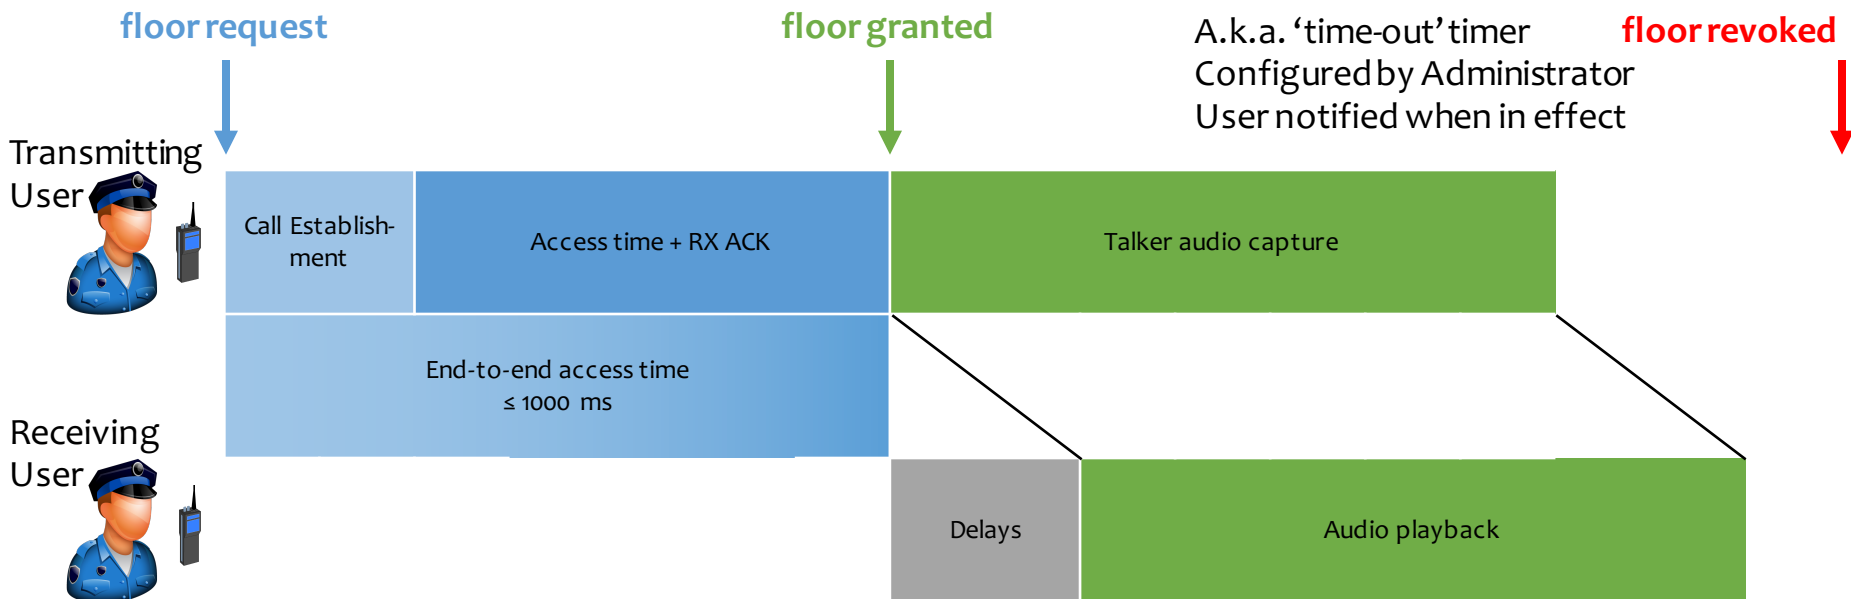 floor request
floor granted
A.k.a. ‘time-out’ timer
Configured by Administrator
User notified when in effect
floor revoked
Transmitting
User
Call Establish-
ment
Access time + RX ACK
Talker audio capture
End-to-end access time
≤ 1000 ms
Receiving
User
Delays
Audio playback